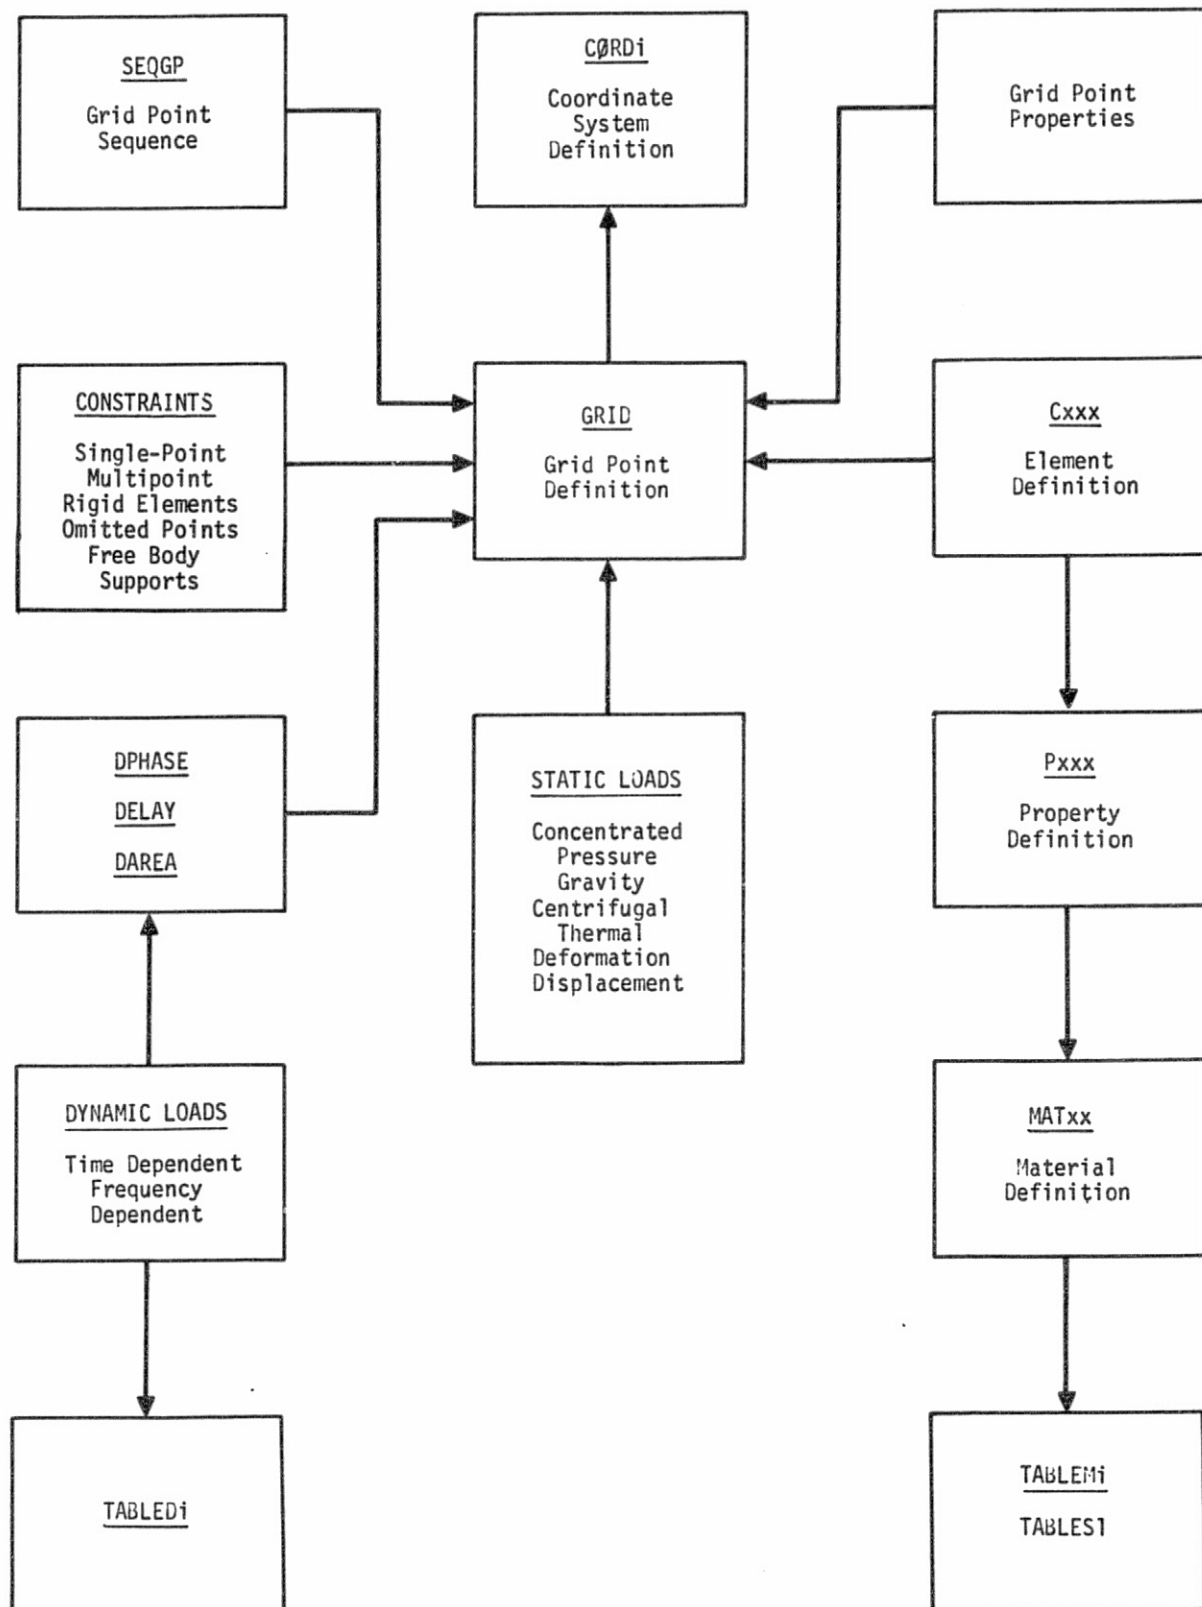 SEQGP
Grid Point
Sequence
CØRDi
Coordinate
System
Definition
Grid Point
Properties
CONSTRAINTS
Single-Point
Multipoint
Rigid Elements
Omitted Points
Free Body
Supports
GRID
Grid Point
Definition
Cxxx
Element
Definition
DPHASE
DELAY
DAREA
STATIC LOADS
Concentrated
Pressure
Gravity
Centrifugal
Thermal
Deformation
Displacement
Pxxx
Property
Definition
DYNAMIC LOADS
Time Dependent
Frequency
Dependent
MATxx
Material
Definition
TABLEDi
TABLEMi
TABLES1